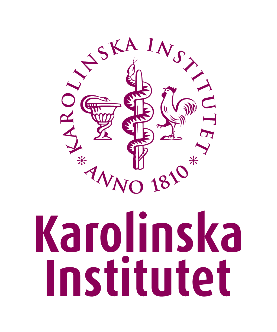 KAROLINSKA INSTITUTET
* ANNO 1810 *
Karolinska
Institutet